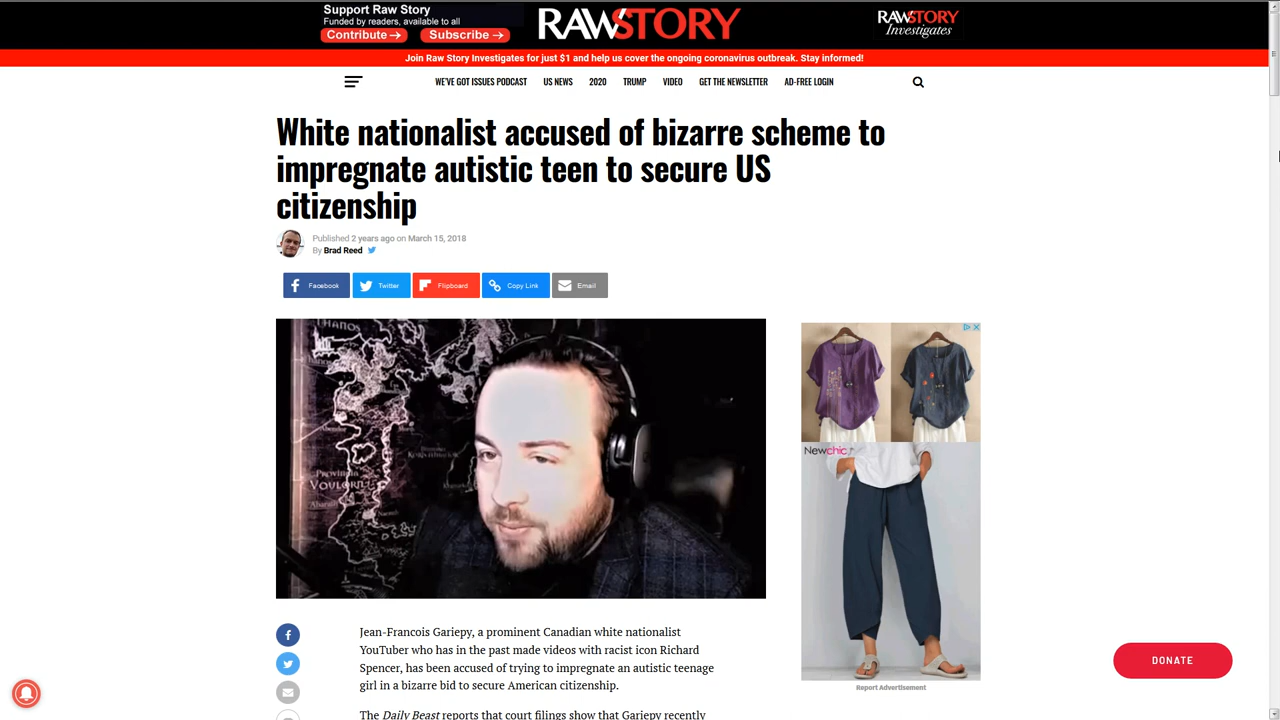 Support Raw Story
Funded by readers, available to all
Contribute → Subscribe →
RAWSTORY
RAWSTORY
Investigates
Join Raw Story Investigates for just $1 and help us cover the ongoing coronavirus outbreak. Stay informed!
WE'VE GOT ISSUES PODCAST US NEWS 2020 TRUMP VIDEO GET THE NEWSLETTER AD-FREE LOGIN
White nationalist accused of bizarre scheme to
impregnate autistic teen to secure US
citizenship
Published 2 years ago on March 15, 2018
By Brad Reed
Facebook Twitter Flipboard Copy Link Email
Newchic
Jean-Francois Gariepy, a prominent Canadian white nationalist
YouTuber who has in the past made videos with racist icon Richard
Spencer, has been accused of trying to impregnate an autistic teenage
girl in a bizarre bid to secure American citizenship.
The Daily Beast reports that court filings show that Gariepy recently
DONATE
Report Advertisement